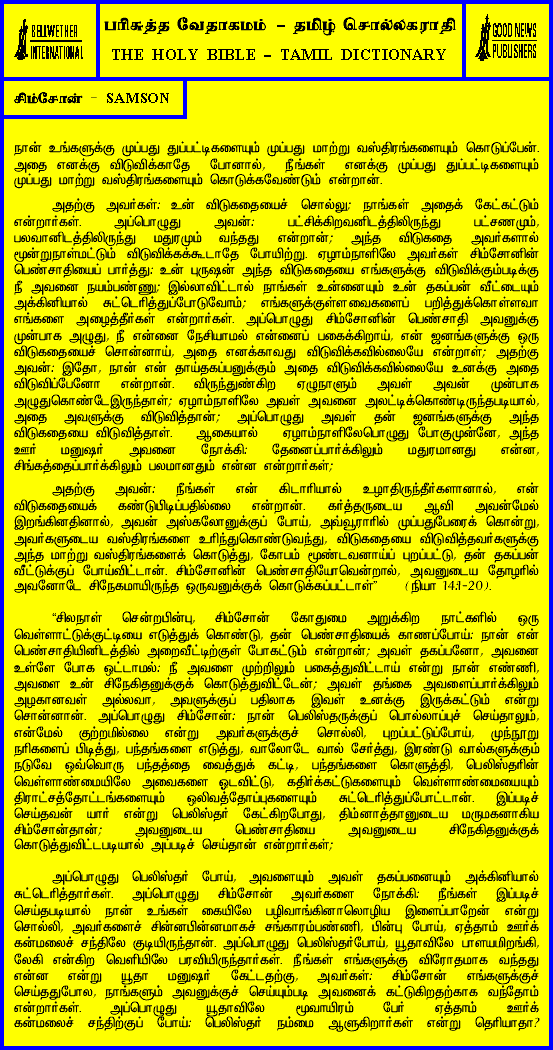 BELLWETHER
INTERNATIONAL
பரிசுத்த வேதாகமம் - தமிழ் சொல்லகராதி
THE HOLY BIBLE - TAMIL DICTIONARY
GOOD NEWS
PUBLISHERS
சிம்சோன் - SAMSON
நான் உங்களுக்கு முப்பது துப்பட்டிகளையும் முப்பது மாற்று வஸ்திரங்களையும் கொடுப்பேன்.
அதை எனக்கு விடுவிக்காதே போனால், நீங்கள் எனக்கு முப்பது துப்பட்டிகளையும்
முப்பது மாற்று வஸ்திரங்களையும் கொடுக்கவேண்டும் என்றான்.
அதற்கு அவர்கள்: உன் விடுகதையைச் சொல்லு; நாங்கள் அதைக் கேட்கட்டும்
என்றார்கள். அப்பொழுது அவன்: பட்சிக்கிறவனிடத்திலிருந்து பட்சணமும்,
பலவானிடத்திலிருந்து மதுரமும் வந்தது என்றான்; அந்த விடுகதை அவர்களால்
மூன்றுநாள்மட்டும் விடுவிக்கக்கூடாதே போயிற்று. ஏழாம்நாளிலே அவர்கள் சிம்சோனின்
பெண்சாதியைப் பார்த்து: உன் புருஷன் அந்த விடுகதையை எங்களுக்கு விடுவிக்கும்படிக்கு
நீ அவனை நயம்பண்ணு; இல்லாவிட்டால் நாங்கள் உன்னையும் உன் தகப்பன் வீட்டையும்
அக்கினியால் சுட்டெரித்துப்போடுவோம்; எங்களுக்குள்ளவைகளைப் பறித்துக்கொள்ளவா
எங்களை அழைத்தீர்கள் என்றார்கள். அப்பொழுது சிம்சோனின் பெண்சாதி அவனுக்கு
முன்பாக அழுது, நீ என்னை நேசியாமல் என்னைப் பகைக்கிறாய், என் ஜனங்களுக்கு ஒரு
விடுகதையைச் சொன்னாய், அதை எனக்காவது விடுவிக்கவில்லையே என்றாள்; அதற்கு
அவன்: இதோ, நான் என் தாய்தகப்பனுக்கும் அதை விடுவிக்கவில்லையே உனக்கு அதை
விடுவிப்பேனோ என்றான். விருந்துண்கிற ஏழுநாளும் அவள் அவன் முன்பாக
அழுதுகொண்டேஇருந்தாள்; ஏழாம்நாளிலே அவள் அவனை அலட்டிக்கொண்டிருந்தபடியால்,
அதை அவளுக்கு விடுவித்தான்; அப்பொழுது அவள் தன் ஜனங்களுக்கு அந்த
விடுகதையை விடுவித்தாள். ஆகையால் ஏழாம்நாளிலேபொழுது போகுமுன்னே, அந்த
ஊர் மனுஷர் அவனை நோக்கி: தேனைப்பார்க்கிலும் மதுரமானது என்ன,
சிங்கத்தைப்பார்க்கிலும் பலமானதும் என்ன என்றார்கள்;
அதற்கு அவன்: நீங்கள் என் கிடாரியால் உழாதிருந்தீர்களானால், என்
விடுகதையைக் கண்டுபிடிப்பதில்லை என்றான். கர்த்தருடைய ஆவி அவன்மேல்
இறங்கினதினால், அவன் அஸ்கலோனுக்குப் போய், அவ்வூராரில் முப்பதுபேரைக் கொன்று,
அவர்களுடைய வஸ்திரங்களை உரிந்துகொண்டுவந்து, விடுகதையை விடுவித்தவர்களுக்கு
அந்த மாற்று வஸ்திரங்களைக் கொடுத்து, கோபம் மூண்டவனாய்ப் புறப்பட்டு, தன் தகப்பன்
வீட்டுக்குப் போய்விட்டான். சிம்சோனின் பெண்சாதியோவென்றால், அவனுடைய தோழரில்
அவனோடே சிநேகமாயிருந்த ஒருவனுக்குக் கொடுக்கப்பட்டாள்" (நியா 14:1-20).
"சிலநாள் சென்றபின்பு, சிம்சோன் கோதுமை அறுக்கிற நாட்களில் ஒரு
வெள்ளாட்டுக்குட்டியை எடுத்துக் கொண்டு, தன் பெண்சாதியைக் காணப்போய்: நான் என்
பெண்சாதியினிடத்தில் அறைவீட்டிற்குள் போகட்டும் என்றான்; அவள் தகப்பனோ, அவனை
உள்ளே போக ஒட்டாமல்: நீ அவளை முற்றிலும் பகைத்துவிட்டாய் என்று நான் எண்ணி,
அவளை உன் சிநேகிதனுக்குக் கொடுத்துவிட்டேன்; அவள் தங்கை அவளைப்பார்க்கிலும்
அழகானவள் அல்லவா, அவளுக்குப் பதிலாக இவள் உனக்கு இருக்கட்டும் என்று
சொன்னான். அப்பொழுது சிம்சோன்: நான் பெலிஸ்தருக்குப் பொல்லாப்புச் செய்தாலும்,
என்மேல் குற்றமில்லை என்று அவர்களுக்குச் சொல்லி, புறப்பட்டுப்போய், முந்நூறு
நரிகளைப் பிடித்து, பந்தங்களை எடுத்து, வாலோடே வால் சேர்த்து, இரண்டு வால்களுக்கும்
நடுவே ஒவ்வொரு பந்தத்தை வைத்துக் கட்டி, பந்தங்களை கொளுத்தி, பெலிஸ்தரின்
வெள்ளாண்மையிலே அவைகளை ஓடவிட்டு, கதிர்க்கட்டுகளையும் வெள்ளாண்மையையும்
திராட்சத்தோட்டங்களையும் ஒலிவத்தோப்புகளையும் சுட்டெரித்துப்போட்டான். இப்படிச்
செய்தவன் யார் என்று பெலிஸ்தர் கேட்கிறபோது, திம்னாத்தானுடைய மருமகனாகிய
சிம்சோன்தான்; அவனுடைய பெண்சாதியை அவனுடைய சிநேகிதனுக்குக்
கொடுத்துவிட்டபடியால் அப்படிச் செய்தான் என்றார்கள்;
அப்பொழுது பெலிஸ்தர் போய், அவளையும் அவள் தகப்பனையும் அக்கினியால்
சுட்டெரித்தார்கள். அப்பொழுது சிம்சோன் அவர்களை நோக்கி: நீங்கள் இப்படிச்
செய்தபடியால் நான் உங்கள் கையிலே பழிவாங்கினாலொழிய இளைப்பாறேன் என்று
சொல்லி, அவர்களைச் சின்னபின்னமாகச் சங்காரம்பண்ணி, பின்பு போய், ஏத்தாம் ஊர்க்
கன்மலைச் சந்திலே குடியிருந்தான். அப்பொழுது பெலிஸ்தர்போய், யூதாவிலே பாளயமிறங்கி,
லேகி என்கிற வெளியிலே பரவியிருந்தார்கள். நீங்கள் எங்களுக்கு விரோதமாக வந்தது
என்ன என்று யூதா மனுஷர் கேட்டதற்கு, அவர்கள்: சிம்சோன் எங்களுக்குச்
செய்ததுபோல, நாங்களும் அவனுக்குச் செய்யும்படி அவனைக் கட்டுகிறதற்காக வந்தோம்
என்றார்கள். அப்பொழுது யூதாவிலே மூவாயிரம் பேர் ஏத்தாம் ஊர்க்
கன்மலைச் சந்திற்குப் போய்: பெலிஸ்தர் நம்மை ஆளுகிறார்கள் என்று தெரியாதா?